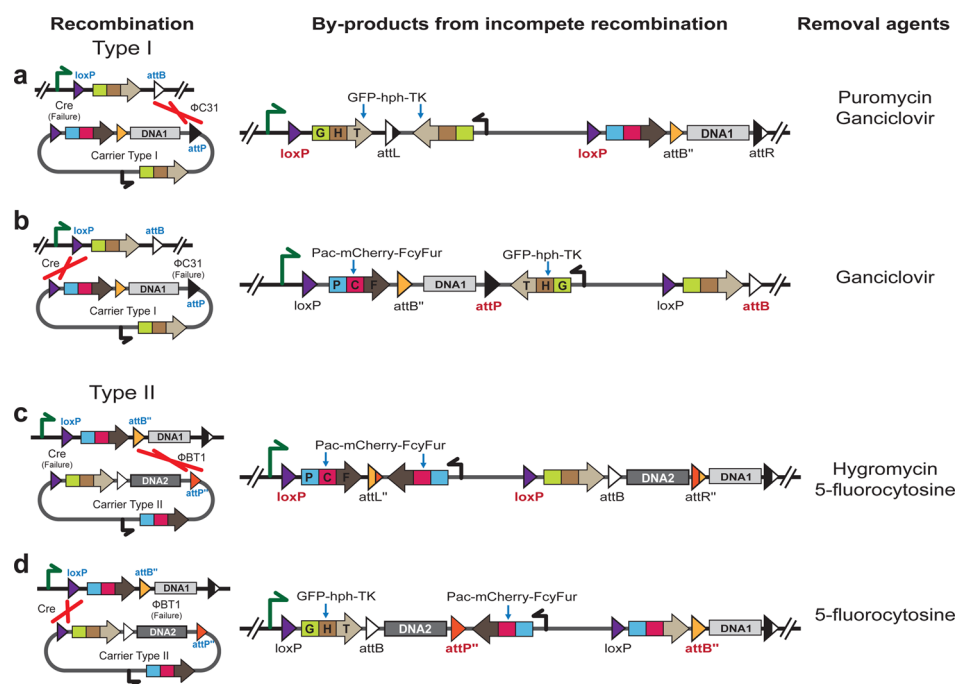 Recombination
By-products from incompete recombination
Removal agents
Type I
a
loxP
attB
Cre
(Failure)
ΦC31
DNA1
attP
Carrier Type I
GFP-hph-TK
G H T
loxP
attL
loxP
attB"
DNA1
attR
Puromycin
Ganciclovir
b
loxP
attB
Cre
ΦC31
(Failure)
DNA1
attP
Carrier Type I
Pac-mCherry-FcyFur
GFP-hph-TK
P C F
DNA1
T H G
loxP
attB"
attP
loxP
attB
Ganciclovir
Type II
c
loxP
attB"
DNA1
Cre
(Failure)
ΦBT1
DNA2
attP"
Carrier Type II
Pac-mCherry-FcyFur
P C F
loxP
attL"
loxP
attB
DNA2
attR"
DNA1
Hygromycin
5-fluorocytosine
d
loxP
attB"
DNA1
Cre
ΦBT1
(Failure)
DNA2
attP"
Carrier Type II
GFP-hph-TK
Pac-mCherry-FcyFur
G H T
DNA2
DNA1
loxP
attB
attP"
loxP
attB"
5-fluorocytosine